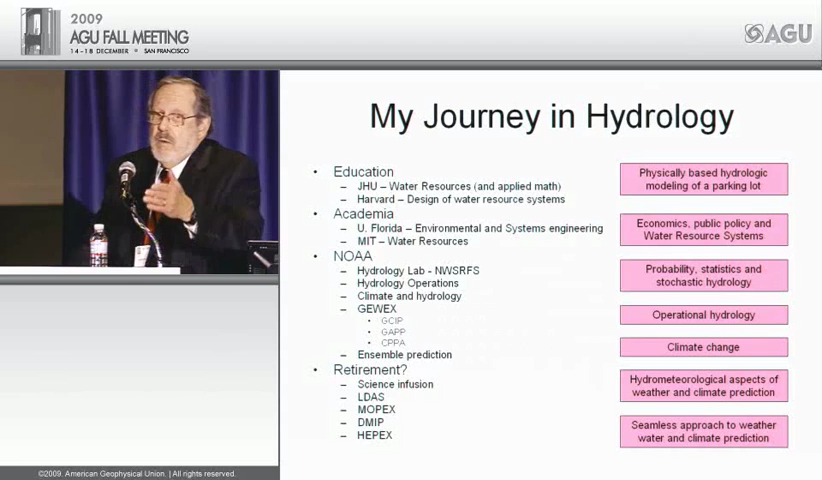 2009
AGU FALL MEETING
14-18 DECEMBER • SAN FRANCISCO
AGU
My Journey in Hydrology
• Education
– JHU – Water Resources (and applied math)
– Harvard – Design of water resource systems
• Academia
– U. Florida – Environmental and Systems engineering
– MIT – Water Resources
• NOAA
– Hydrology Lab - NWSRFS
– Hydrology Operations
– Climate and hydrology
– GEWEX
• GCIP
• GAPP
• CPPA
– Ensemble prediction
• Retirement?
– Science infusion
– LDAS
– MOPEX
– DMIP
– HEPEX
Physically based hydrologic
modeling of a parking lot
Economics, public policy and
Water Resource Systems
Probability, statistics and
stochastic hydrology
Operational hydrology
Climate change
Hydrometeorological aspects of
weather and climate prediction
Seamless approach to weather
water and climate prediction
©2009. American Geophysical Union. | All rights reserved.